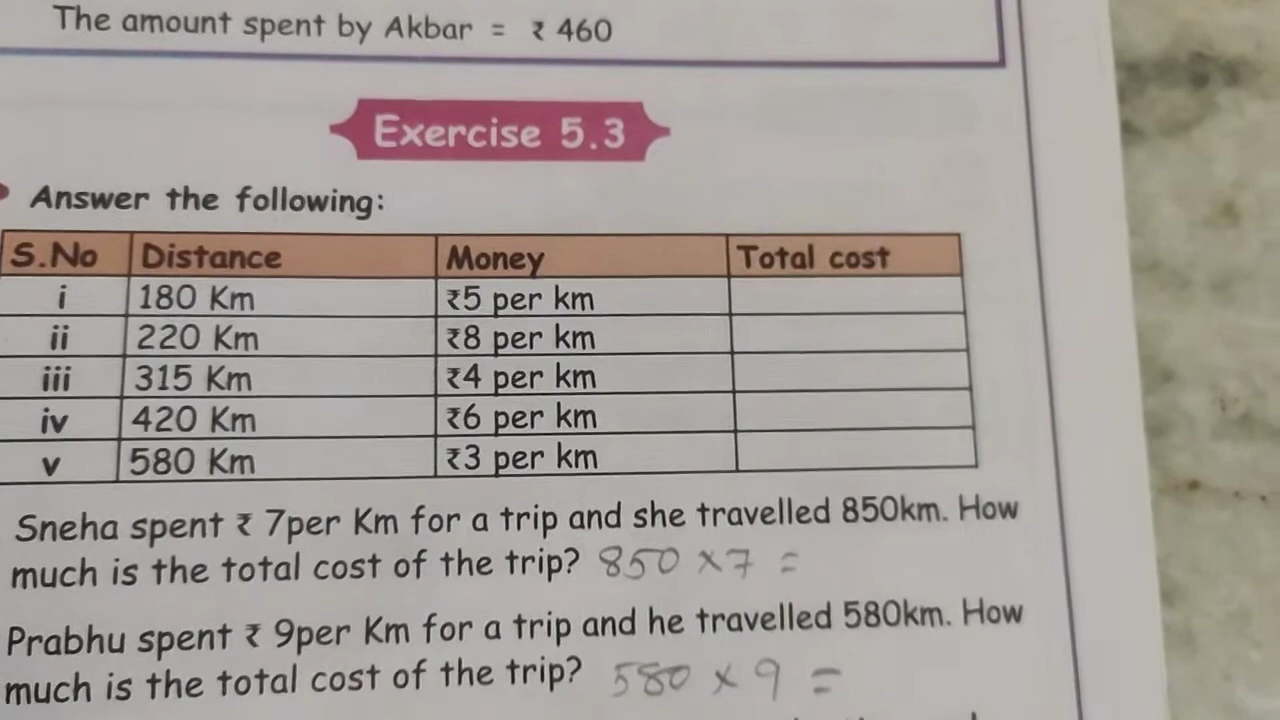 The amount spent by Akbar = ₹ 460
Exercise 5.3
Answer the following:
S.No Distance Money Total cost
i 180 Km ₹5 per km
ii 220 Km ₹8 per km
iii 315 Km ₹4 per km
iv 420 Km ₹6 per km
v 580 Km ₹3 per km
Sneha spent ₹ 7per Km for a trip and she travelled 850km. How
much is the total cost of the trip? 850 x 7 =
Prabhu spent ₹ 9per Km for a trip and he travelled 580km. How
much is the total cost of the trip? 580 x 9 =